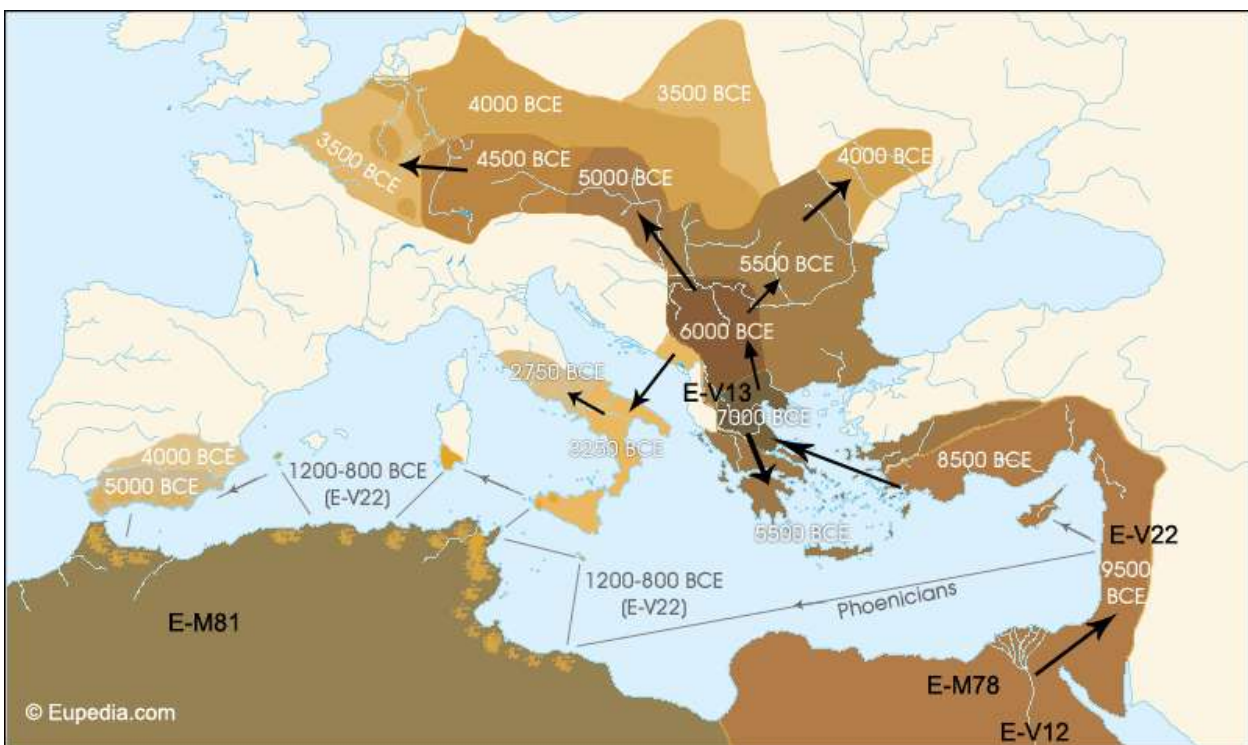 3500 BCE
4000 BCE
3500 BCE
4500 BCE
5000 BCE
4000 BCE
5500 BCE
6000 BCE
2750 BCE
E-V13
7000 BCE
3250 BCE
4000 BCE
5000 BCE
1200-800 BCE
(E-V22)
8500 BCE
5500 BCE
E-V22
9500
BCE
1200-800 BCE
(E-V22)
Phoenicians
E-M81
E-M78
E-V12
© Eupedia.com